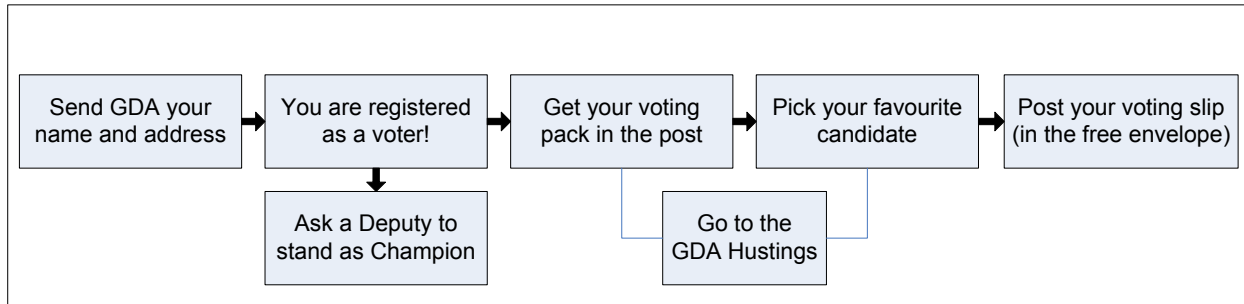 Send GDA your
name and address
You are registered
as a voter!
Get your voting
pack in the post
Pick your favourite
candidate
Post your voting slip
(in the free envelope)
Ask a Deputy to
stand as Champion
Go to the
GDA Hustings